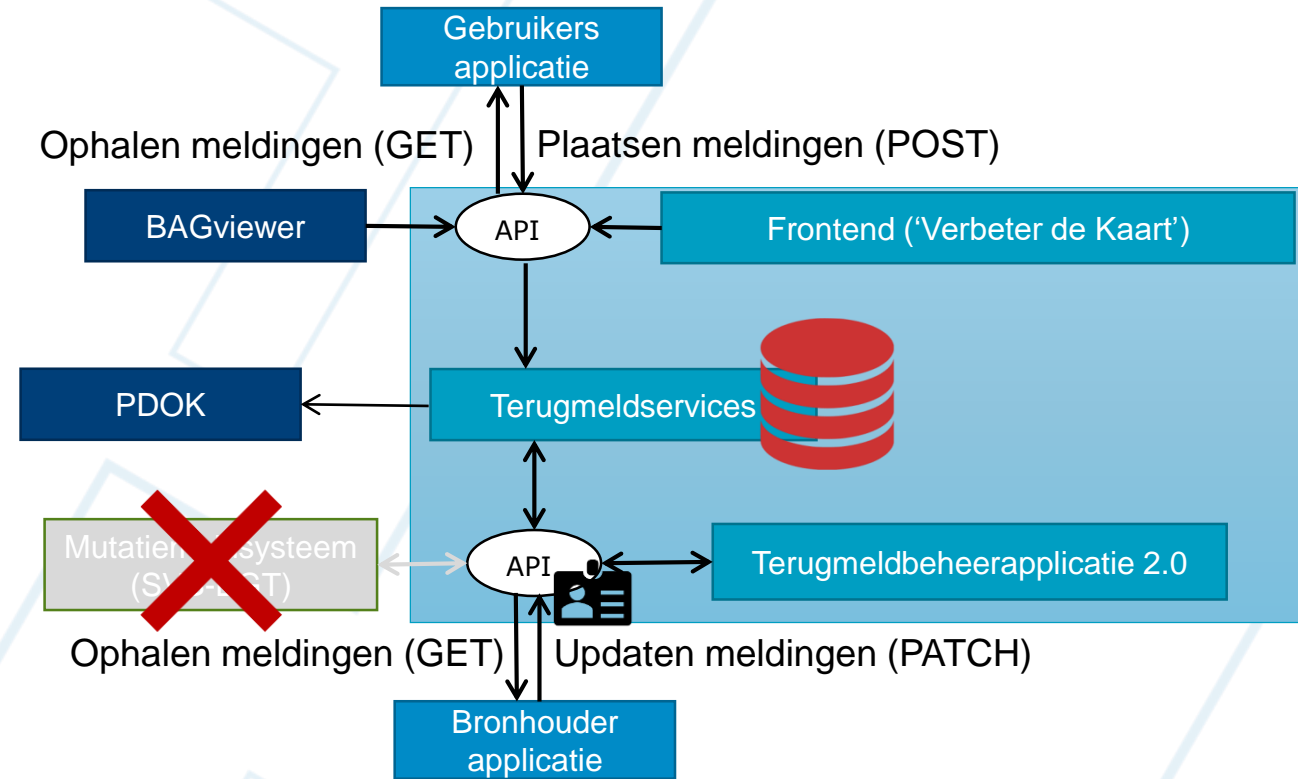 Gebruikers
applicatie
Ophalen meldingen (GET)
Plaatsen meldingen (POST)
BAGviewer
API
Frontend (‘Verbeter de Kaart’)
PDOK
Terugmeldservices
(
API
Terugmeldbeheerapplicatie 2.0
Ophalen meldingen (GET)
Updaten meldingen (PATCH)
Bronhouder
applicatie